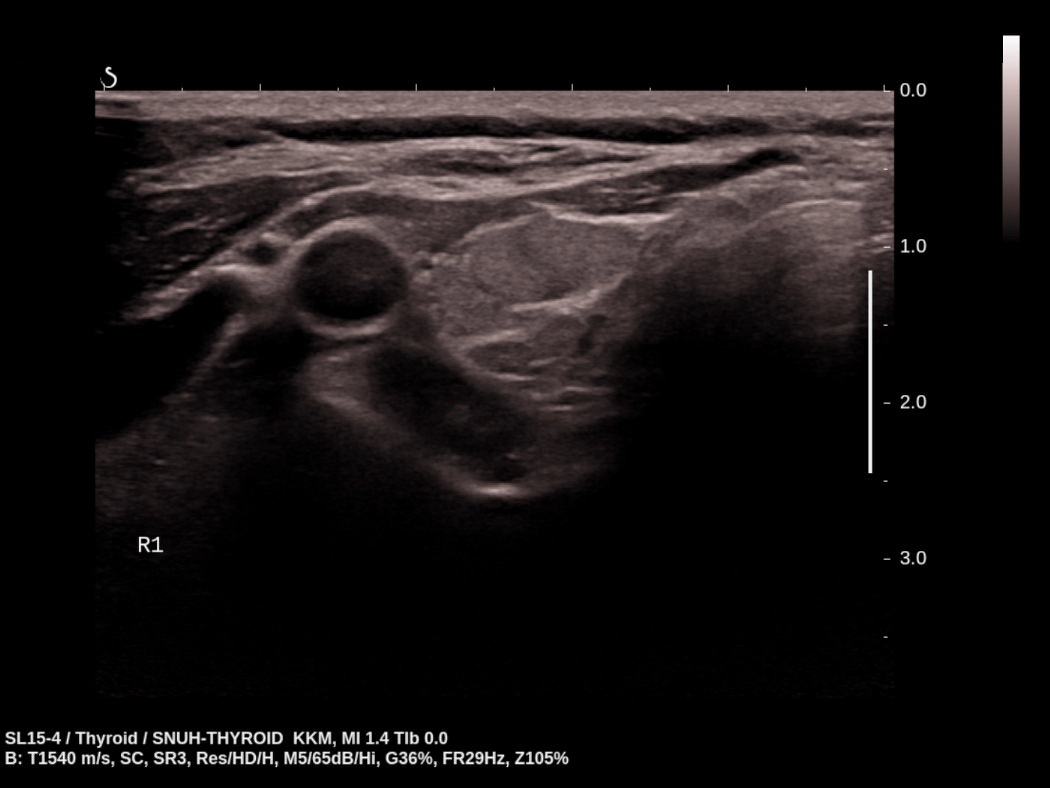 0.0
1.0
2.0
3.0
R1
SL15-4 / Thyroid / SNUH-THYROID KKM, MI 1.4 TIb 0.0
B: T1540 m/s, SC, SR3, Res/HD/H, M5/65dB/Hi, G36%, FR29Hz, Z105%